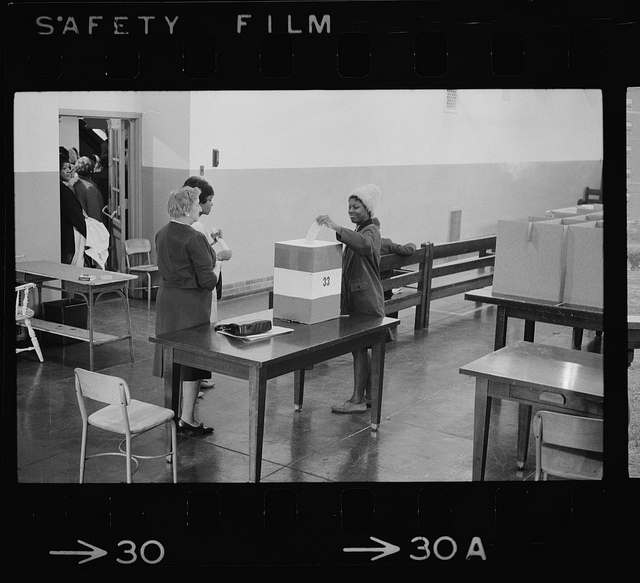 SAFETY FILM
33
→ 30 → 30A